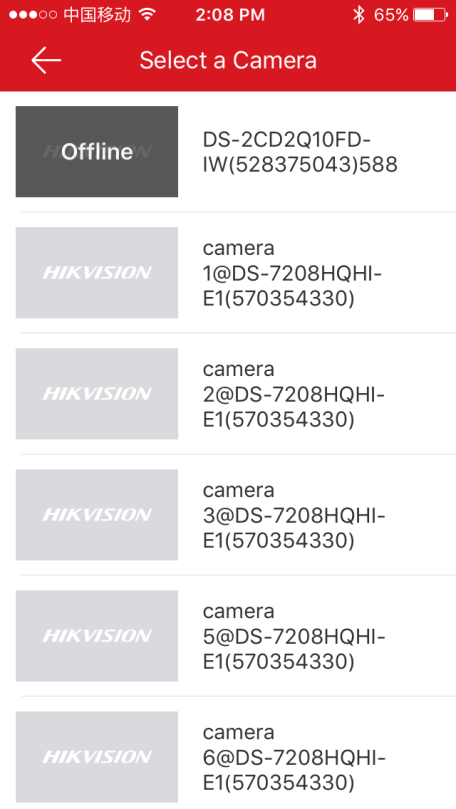 中国移动 2:08 PM 65%
Select a Camera
Offline
DS-2CD2Q10FD-
IW(528375043)588
HIKVISION
camera
1@DS-7208HQHI-
E1(570354330)
HIKVISION
camera
2@DS-7208HQHI-
E1(570354330)
HIKVISION
camera
3@DS-7208HQHI-
E1(570354330)
HIKVISION
camera
5@DS-7208HQHI-
E1(570354330)
HIKVISION
camera
6@DS-7208HQHI-
E1(570354330)